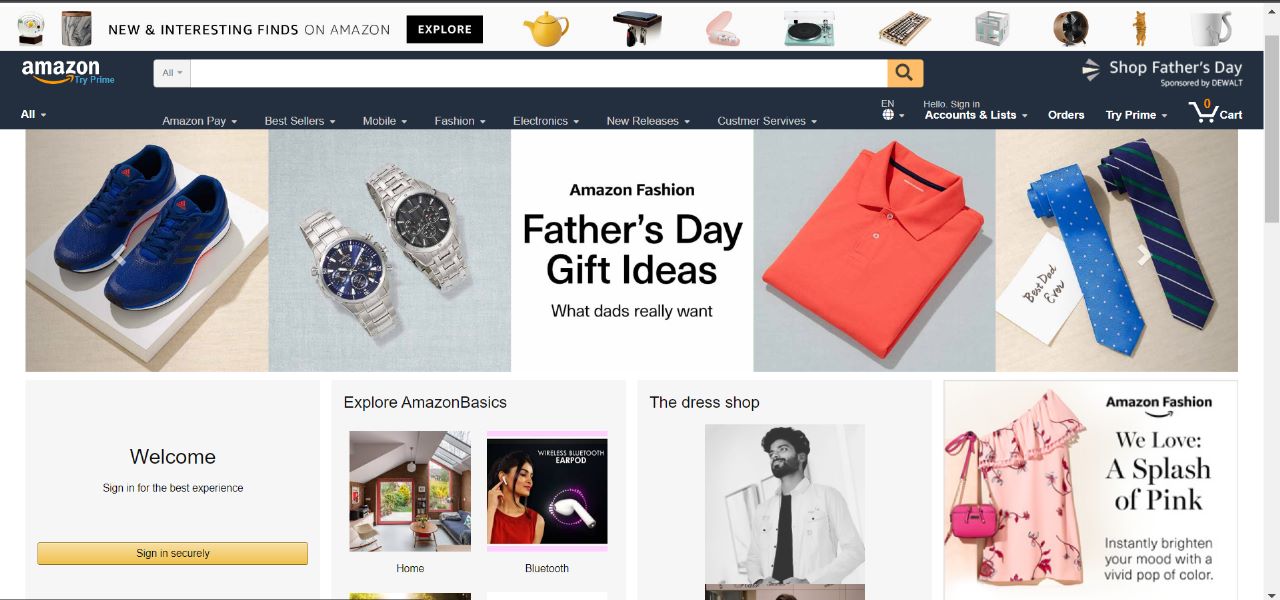 NEW & INTERESTING FINDS ON AMAZON
EXPLORE
amazon
Try Prime
All
Shop Father's Day
Sponsored by DEWALT
All
Amazon Pay
Best Sellers
Mobile
Fashion
Electronics
New Releases
Custmer Servives
EN
Hello. Sign in
Accounts & Lists
Orders
Try Prime
0
Cart
Amazon Fashion
Father's Day
Gift Ideas
What dads really want
Best Dad
Ever
Welcome
Sign in for the best experience
Sign in securely
Explore AmazonBasics
WIRELESS BLUETOOTH
EARPOD
Home
Bluetooth
The dress shop
Amazon Fashion
We Love:
A Splash
of Pink
Instantly brighten
your mood with a
vivid pop of color.